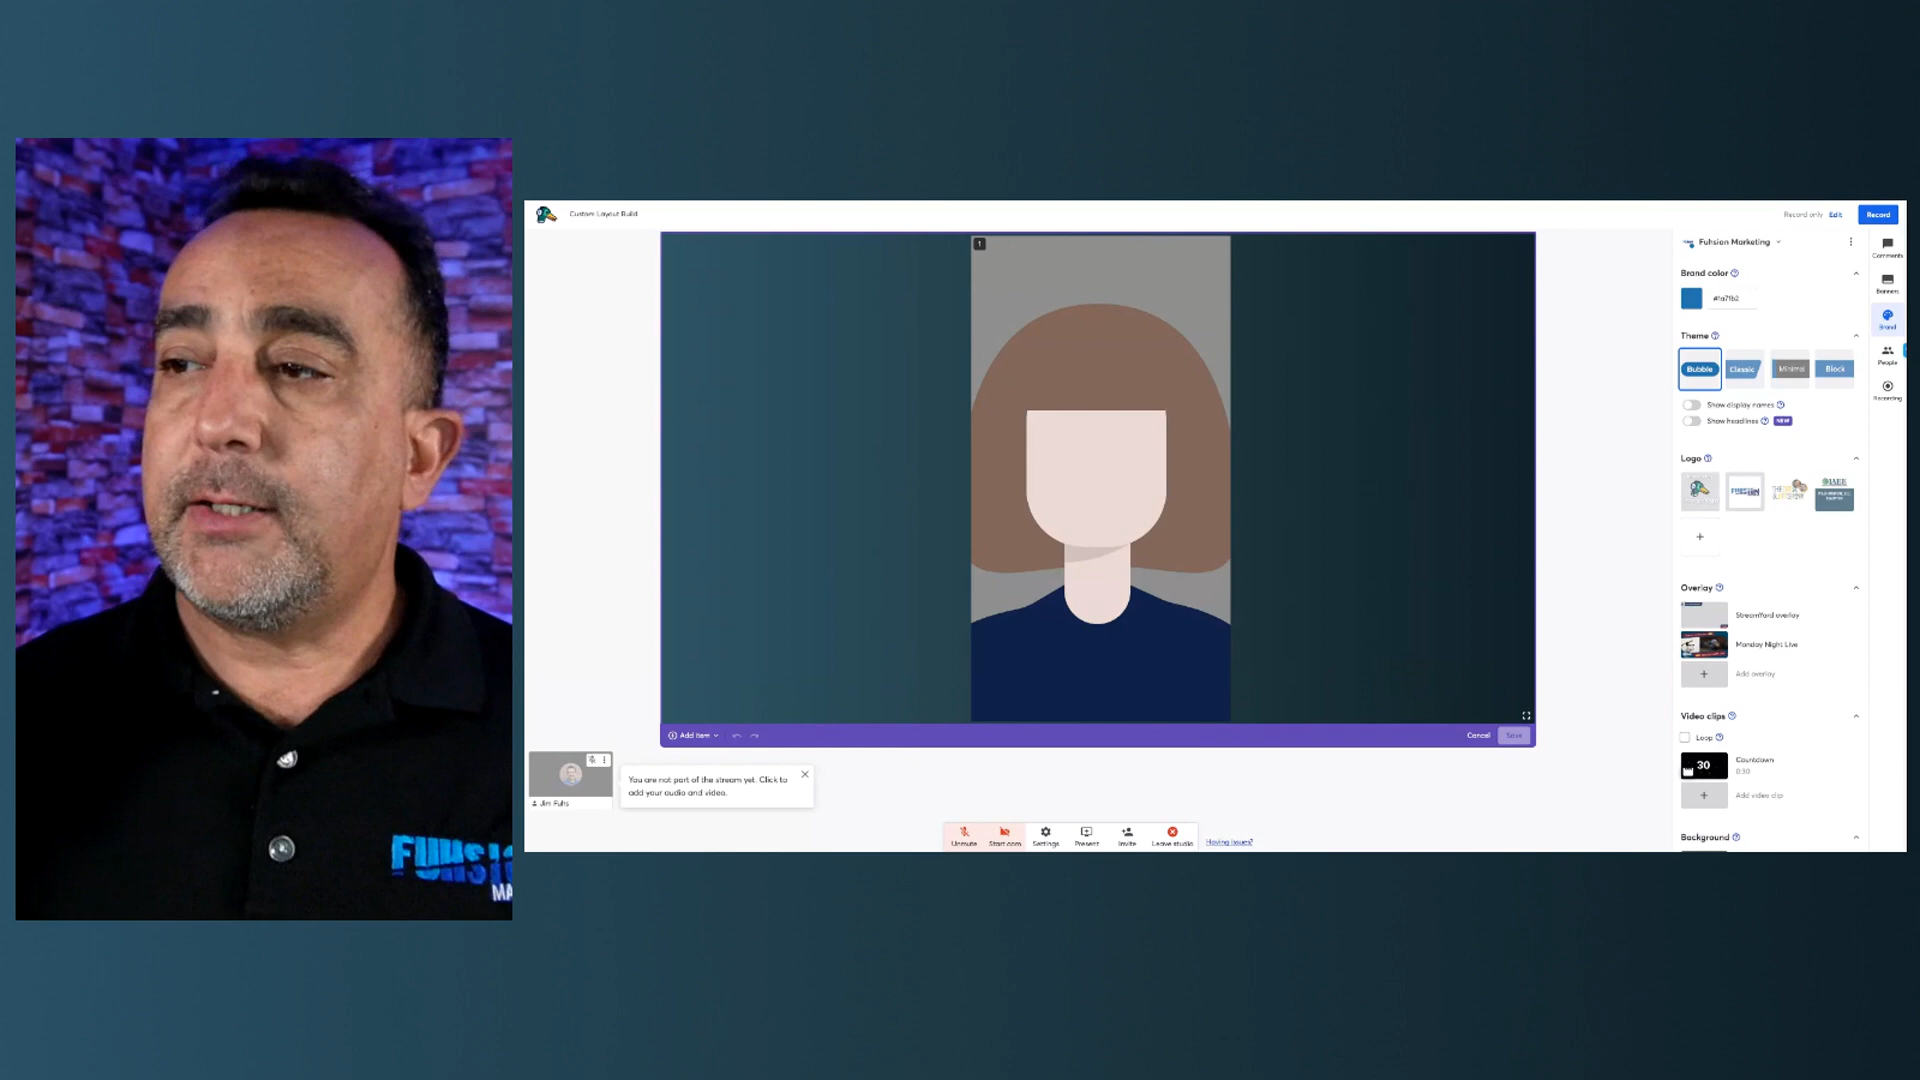 Custom Layout Build
Record only Edit Record
1
Fuhsion Marketing
Comments
Brand color
#1a71b2
Banners
Theme
Brand
Bubble Classic Minimal Block
People
Show display names
Show headlines NEW
Recording
Logo
FUHSION
Overlay
StreamYard overlay
Monday Night Live
Add overlay
Video clips
Loop
30 Countdown
0:30
Add video clip
Background
Add item
Cancel Save
You are not part of the stream yet. Click to
add your audio and video.
Jim Fuhs
Unmute Start cam Settings Present Invite Leave studio Having issues?
FUHSIO
MA